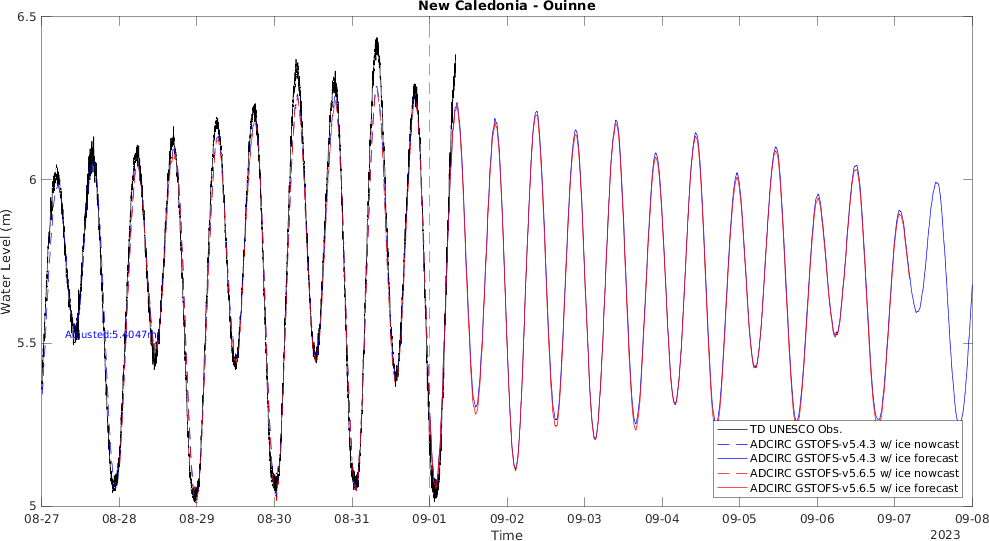 New Caledonia - Ouinne
6.5
6
5.5
5
Water Level (m)
Adjusted:5.4047m
TD UNESCO Obs.
ADCIRC GSTOFS-v5.4.3 w/ ice nowcast
ADCIRC GSTOFS-v5.4.3 w/ ice forecast
ADCIRC GSTOFS-v5.6.5 w/ ice nowcast
ADCIRC GSTOFS-v5.6.5 w/ ice forecast
08-27 08-28 08-29 08-30 08-31 09-01 09-02 09-03 09-04 09-05 09-06 09-07 09-08
Time
2023